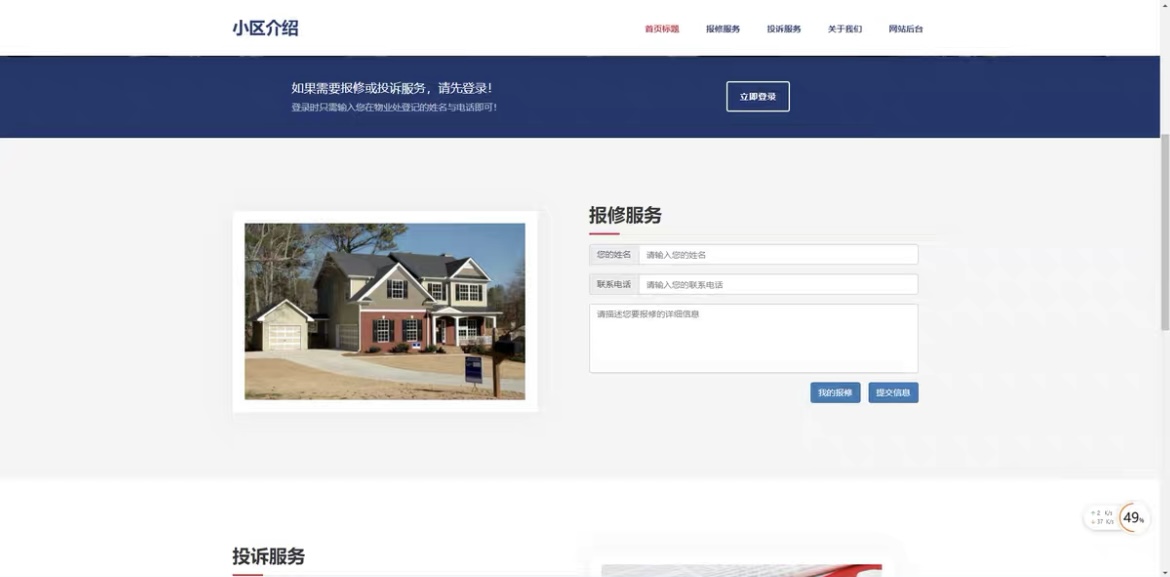 小区介绍
首页标题 报修服务 投诉服务 关于我们 网站后台
如果需要报修或投诉服务，请先登录！
登录时只需输入您在物业处登记的姓名与电话即可！
立即登录
报修服务
您的姓名 请输入您的姓名
联系电话 请输入您的联系电话
请描述您要报修的详细信息
我的报修 提交信息
投诉服务
49%